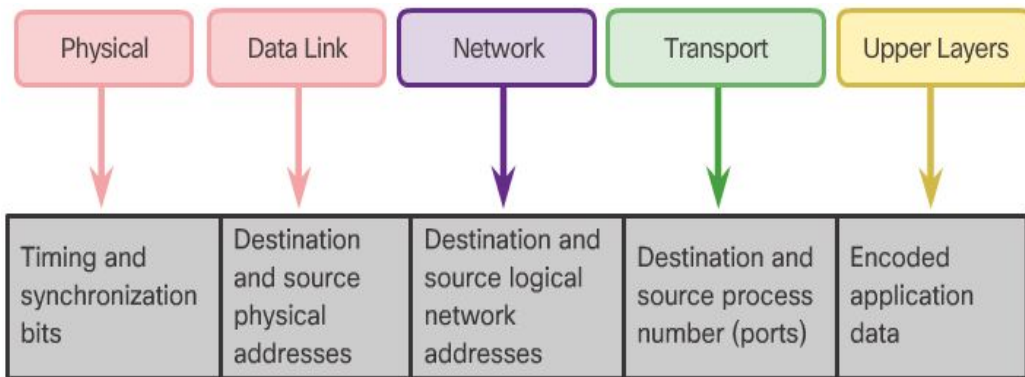 Physical
Data Link
Network
Transport
Upper Layers
Timing and
synchronization
bits
Destination
and source
physical
addresses
Destination and
source logical
network
addresses
Destination and
source process
number (ports)
Encoded
application
data